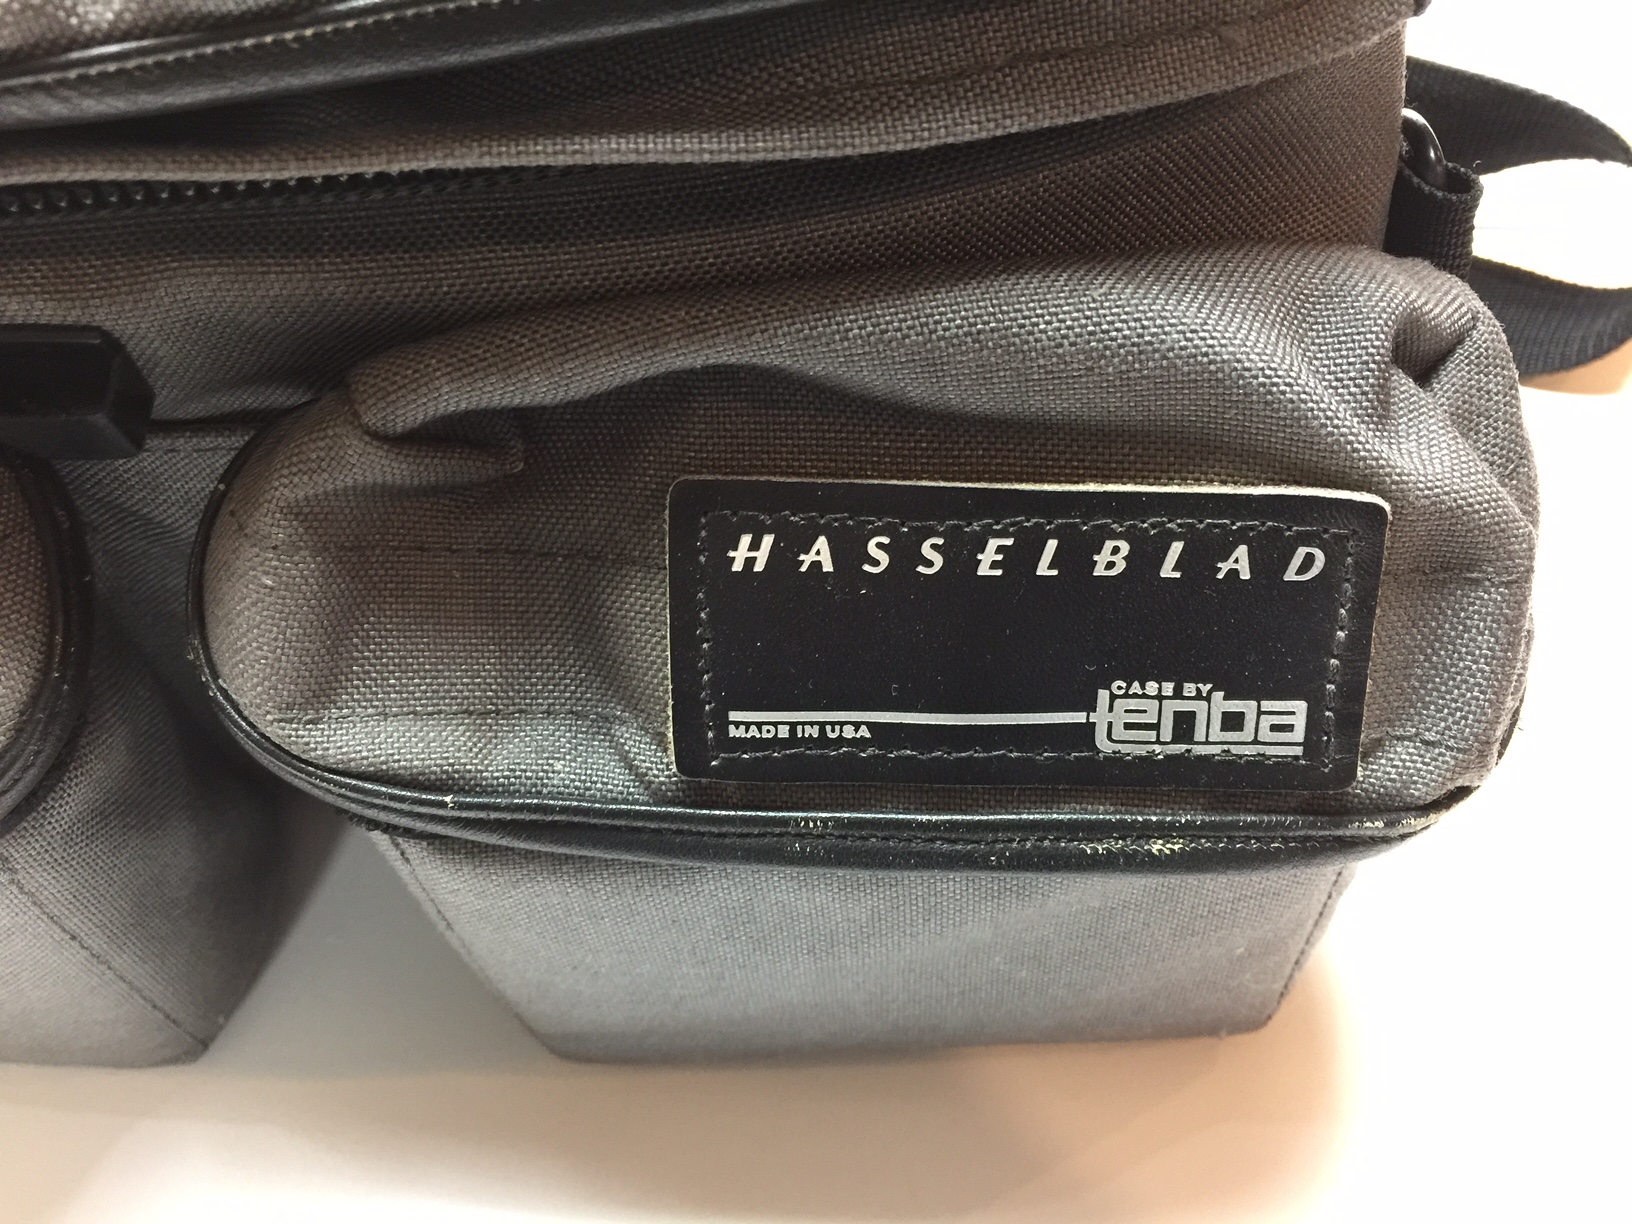 HASSELBLAD
CASE BY
tenba
MADE IN USA